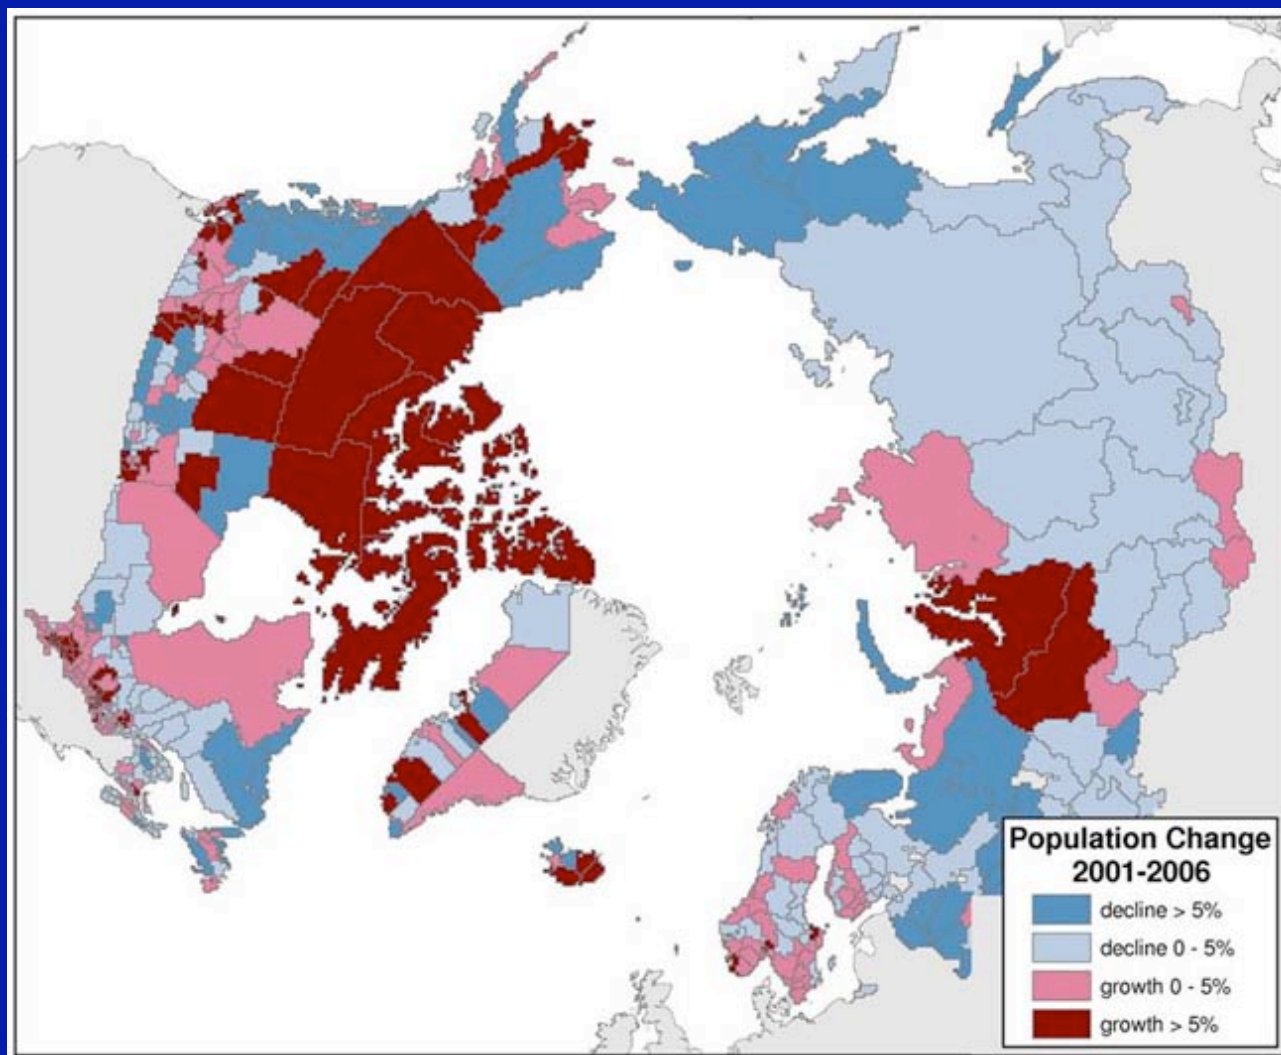 Population Change
2001-2006
decline > 5%
decline 0 - 5%
growth 0 - 5%
growth > 5%